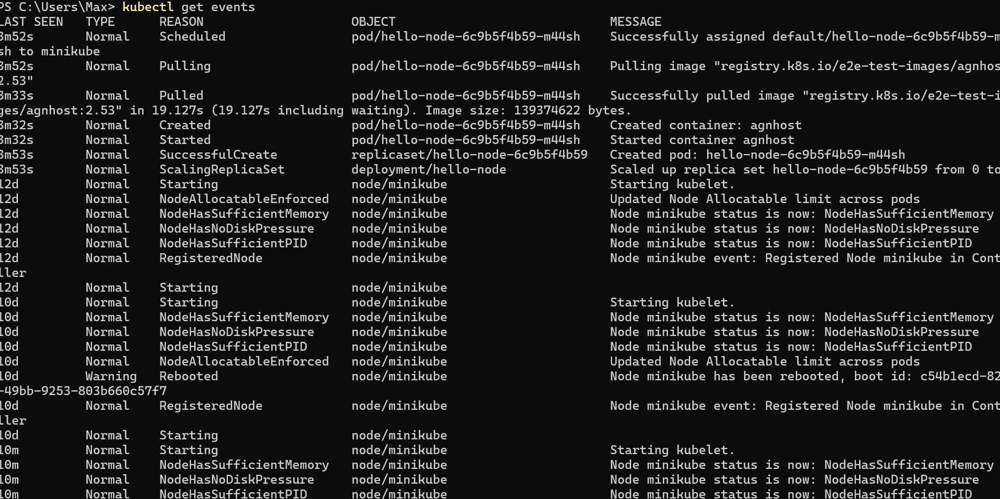 PS C:\Users\Max> kubectl get events
LAST SEEN   TYPE      REASON                    OBJECT                             MESSAGE
3m52s       Normal    Scheduled                 pod/hello-node-6c9b5f4b59-m44sh    Successfully assigned default/hello-node-6c9b5f4b59-m
sh to minikube
3m52s       Normal    Pulling                   pod/hello-node-6c9b5f4b59-m44sh    Pulling image "registry.k8s.io/e2e-test-images/agnhos
2.53"
3m33s       Normal    Pulled                    pod/hello-node-6c9b5f4b59-m44sh    Successfully pulled image "registry.k8s.io/e2e-test-i
ges/agnhost:2.53" in 19.127s (19.127s including waiting). Image size: 139374622 bytes.
3m32s       Normal    Created                   pod/hello-node-6c9b5f4b59-m44sh    Created container: agnhost
3m32s       Normal    Started                   pod/hello-node-6c9b5f4b59-m44sh    Started container agnhost
3m53s       Normal    SuccessfulCreate          replicaset/hello-node-6c9b5f4b59   Created pod: hello-node-6c9b5f4b59-m44sh
3m53s       Normal    ScalingReplicaSet         deployment/hello-node              Scaled up replica set hello-node-6c9b5f4b59 from 0 to
12d         Normal    Starting                  node/minikube                      Starting kubelet.
12d         Normal    NodeAllocatableEnforced   node/minikube                      Updated Node Allocatable limit across pods
12d         Normal    NodeHasSufficientMemory   node/minikube                      Node minikube status is now: NodeHasSufficientMemory
12d         Normal    NodeHasNoDiskPressure     node/minikube                      Node minikube status is now: NodeHasNoDiskPressure
12d         Normal    NodeHasSufficientPID      node/minikube                      Node minikube status is now: NodeHasSufficientPID
12d         Normal    RegisteredNode            node/minikube                      Node minikube event: Registered Node minikube in Cont
ller
12d         Normal    Starting                  node/minikube
10d         Normal    Starting                  node/minikube                      Starting kubelet.
10d         Normal    NodeHasSufficientMemory   node/minikube                      Node minikube status is now: NodeHasSufficientMemory
10d         Normal    NodeHasNoDiskPressure     node/minikube                      Node minikube status is now: NodeHasNoDiskPressure
10d         Normal    NodeHasSufficientPID      node/minikube                      Node minikube status is now: NodeHasSufficientPID
10d         Normal    NodeAllocatableEnforced   node/minikube                      Updated Node Allocatable limit across pods
10d         Warning   Rebooted                  node/minikube                      Node minikube has been rebooted, boot id: c54b1ecd-82
-49bb-9253-803b660c57f7
10d         Normal    RegisteredNode            node/minikube                      Node minikube event: Registered Node minikube in Cont
ller
10d         Normal    Starting                  node/minikube
10m         Normal    Starting                  node/minikube                      Starting kubelet.
10m         Normal    NodeHasSufficientMemory   node/minikube                      Node minikube status is now: NodeHasSufficientMemory
10m         Normal    NodeHasNoDiskPressure     node/minikube                      Node minikube status is now: NodeHasNoDiskPressure
10m         Normal    NodeHasSufficientPID      node/minikube                      Node minikube status is now: NodeHasSufficientPID